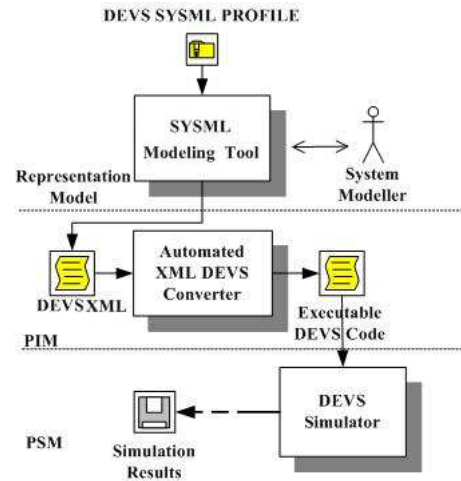 DEVS SYSML PROFILE
SYSML
Modeling Tool
Representation
Model
System
Modeller
DEVSXML
Automated
XML DEVS
Converter
Executable
DEVS Code
PIM
DEVS
Simulator
PSM
Simulation
Results